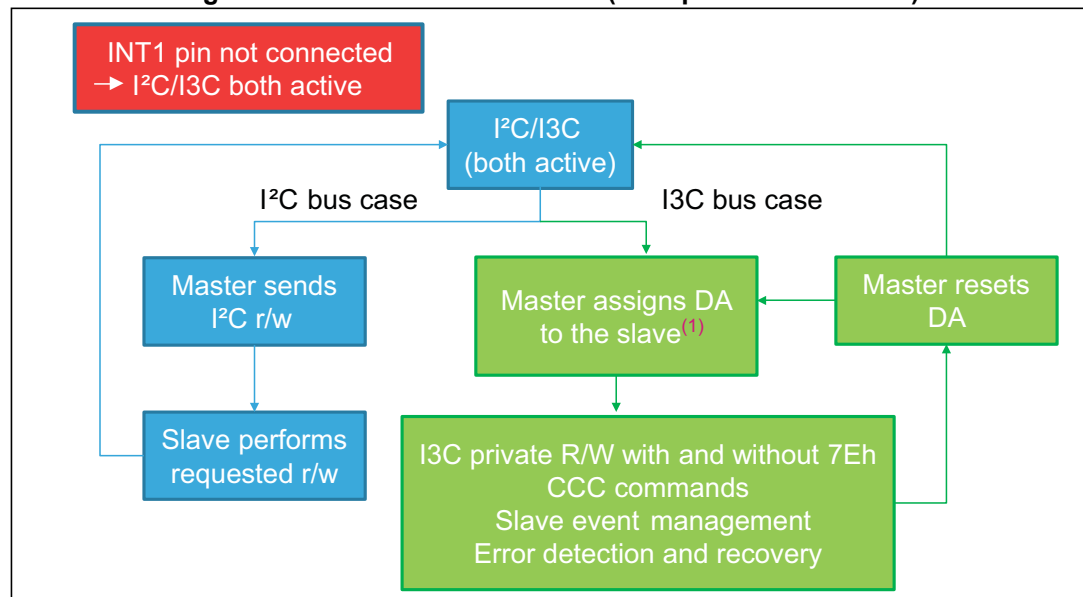 INT1 pin not connected
→ I²C/I3C both active
I²C/I3C
(both active)
I²C bus case
I3C bus case
Master sends
I²C r/w
Master assigns DA
to the slave(1)
Master resets
DA
Slave performs
requested r/w
I3C private R/W with and without 7Eh
CCC commands
Slave event management
Error detection and recovery